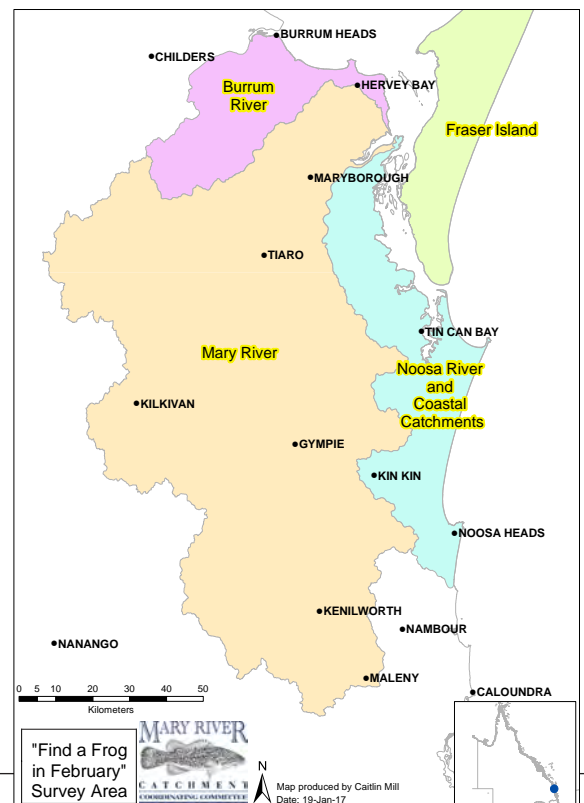 BURRUM HEADS
CHILDERS
Burrum
River
HERVEY BAY
Fraser Island
MARYBOROUGH
TIARO
TIN CAN BAY
Mary River
Noosa River
and
Coastal
Catchments
KILKIVAN
GYMPIE
KIN KIN
NOOSA HEADS
KENILWORTH
NAMBOUR
NANANGO
MALENY
CALOUNDRA
0 5 10 20 30 40 50
Kilometers
"Find a Frog
in February"
Survey Area
MARY RIVER
CATCHMENT
COORDINATING COMMITTEE
N
Map produced by Caitlin Mill
Date: 19-Jan-17